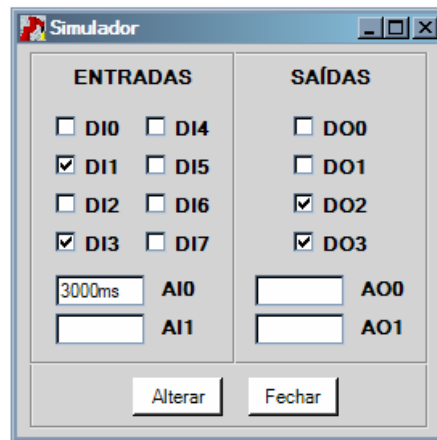 Simulador
ENTRADAS
SAÍDAS
DI0 DI4
DO0
DI1 DI5
DO1
DI2 DI6
DO2
DI3 DI7
DO3
3000ms AI0
AO0
AI1
AO1
Alterar
Fechar